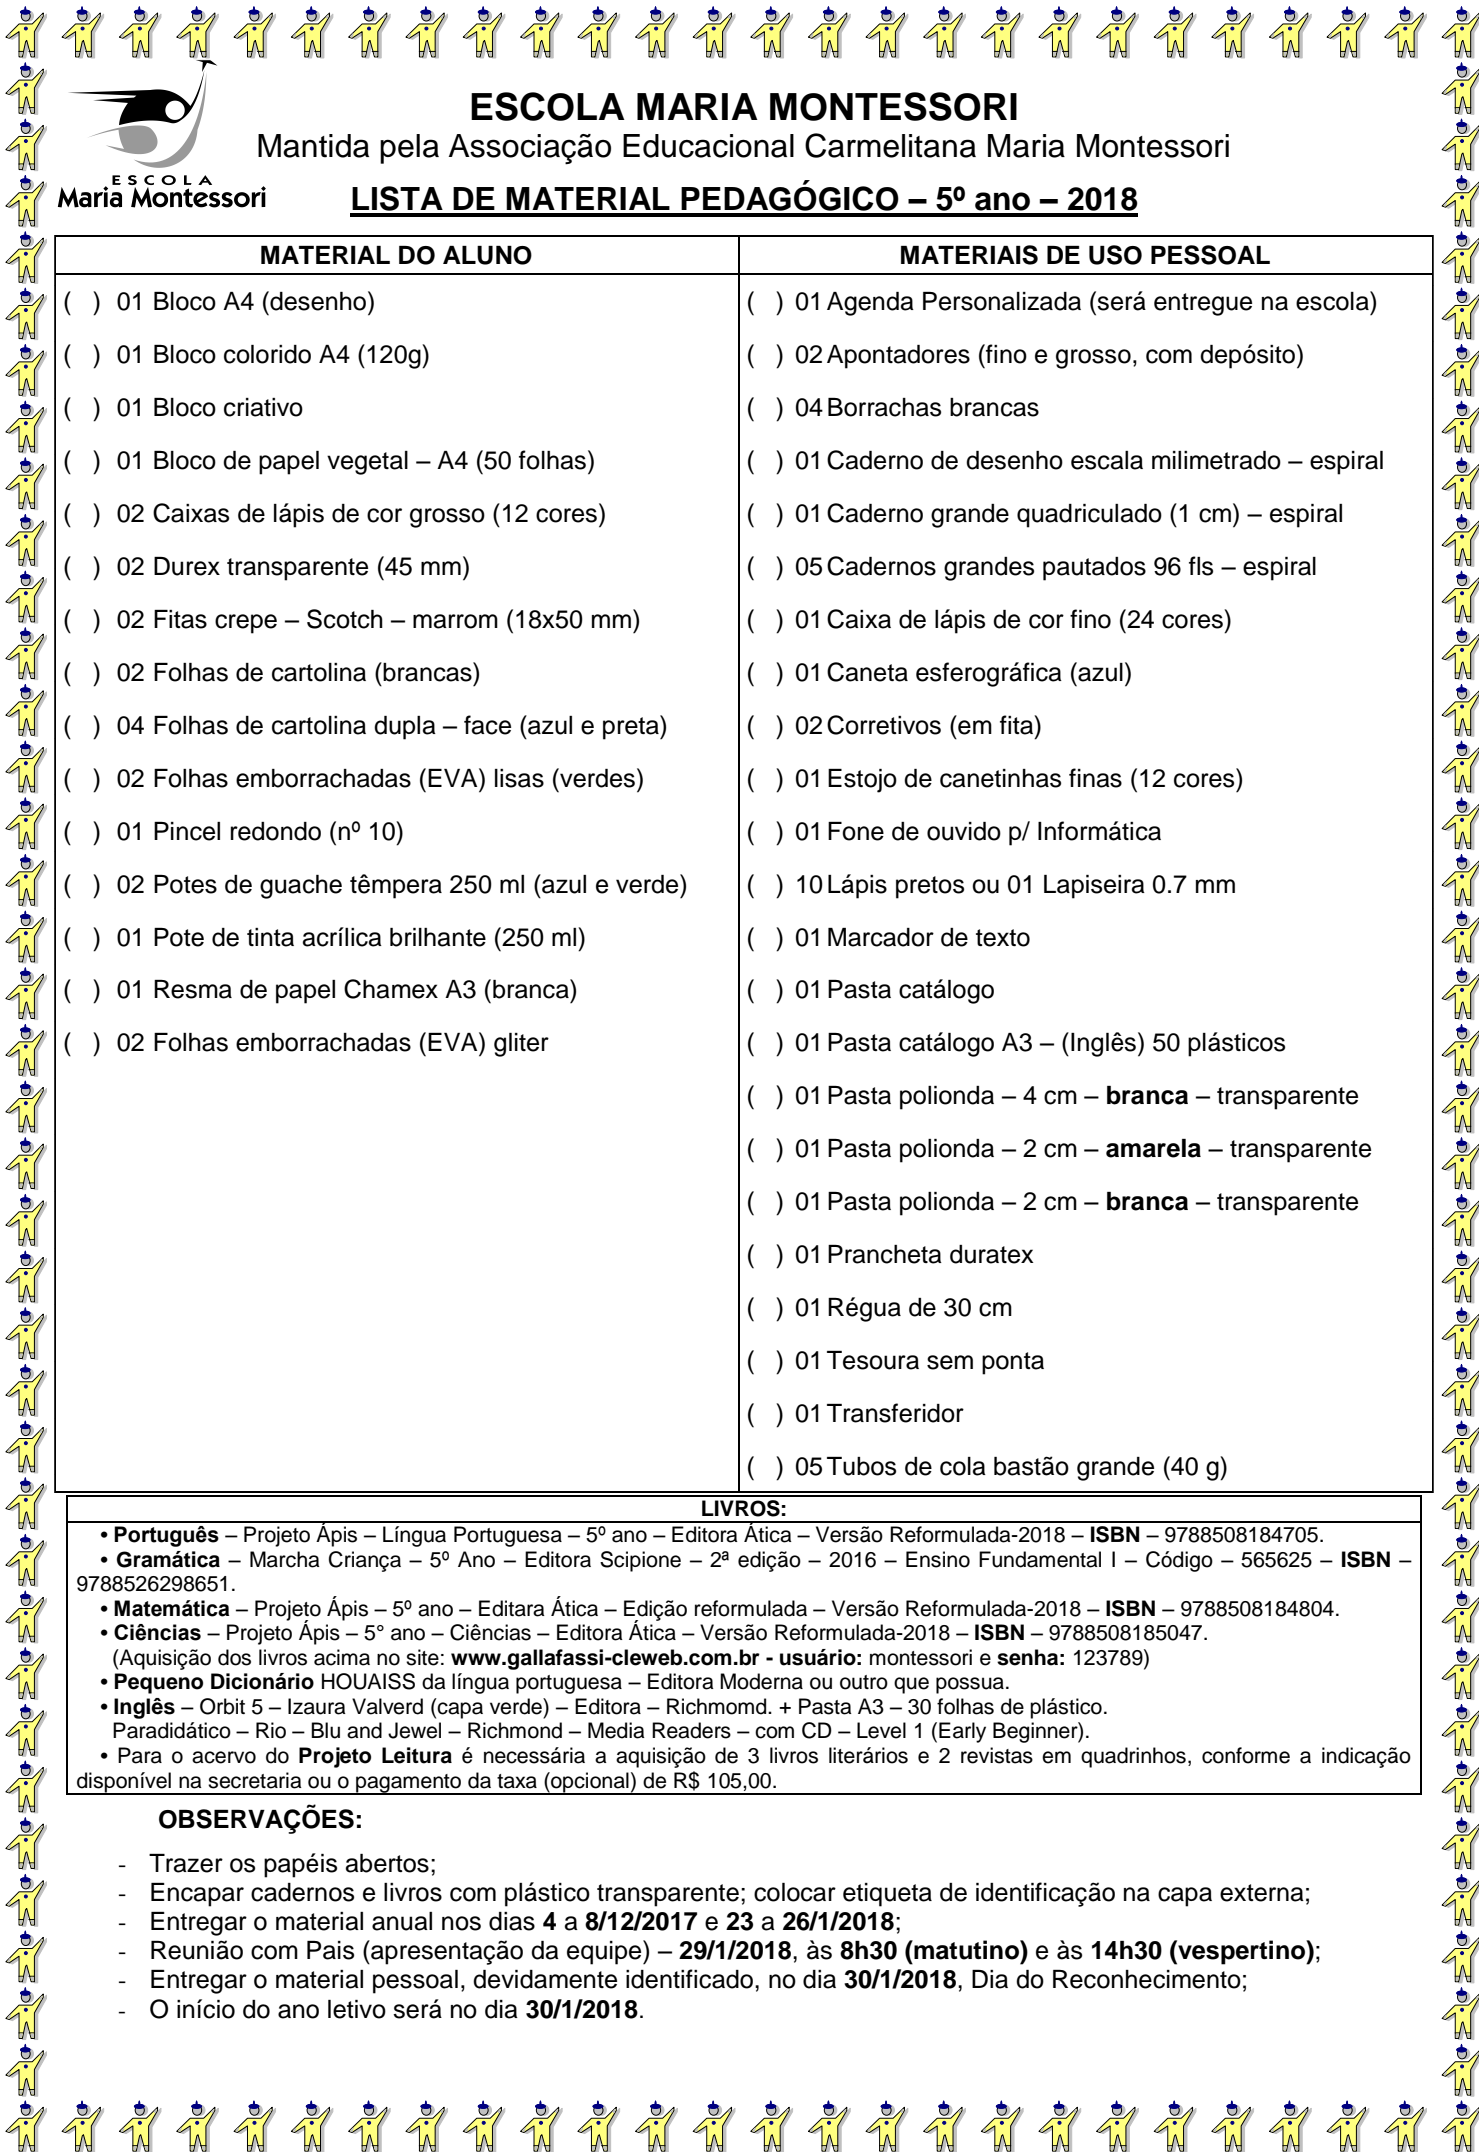 ESCOLA MARIA MONTESSORI
Mantida pela Associação Educacional Carmelitana Maria Montessori
ESCOLA
Maria Montessori
LISTA DE MATERIAL PEDAGÓGICO – 5º ano – 2018
MATERIAL DO ALUNO
( ) 01 Bloco A4 (desenho)
( ) 01 Bloco colorido A4 (120g)
( ) 01 Bloco criativo
( ) 01 Bloco de papel vegetal – A4 (50 folhas)
( ) 02 Caixas de lápis de cor grosso (12 cores)
( ) 02 Durex transparente (45 mm)
( ) 02 Fitas crepe – Scotch – marrom (18x50 mm)
( ) 02 Folhas de cartolina (brancas)
( ) 04 Folhas de cartolina dupla – face (azul e preta)
( ) 02 Folhas emborrachadas (EVA) lisas (verdes)
( ) 01 Pincel redondo (nº 10)
( ) 02 Potes de guache têmpera 250 ml (azul e verde)
( ) 01 Pote de tinta acrílica brilhante (250 ml)
( ) 01 Resma de papel Chamex A3 (branca)
( ) 02 Folhas emborrachadas (EVA) gliter
MATERIAIS DE USO PESSOAL
( ) 01 Agenda Personalizada (será entregue na escola)
( ) 02 Apontadores (fino e grosso, com depósito)
( ) 04 Borrachas brancas
( ) 01 Caderno de desenho escala milimetrado – espiral
( ) 01 Caderno grande quadriculado (1 cm) – espiral
( ) 05 Cadernos grandes pautados 96 fls – espiral
( ) 01 Caixa de lápis de cor fino (24 cores)
( ) 01 Caneta esferográfica (azul)
( ) 02 Corretivos (em fita)
( ) 01 Estojo de canetinhas finas (12 cores)
( ) 01 Fone de ouvido p/ Informática
( ) 10 Lápis pretos ou 01 Lapiseira 0.7 mm
( ) 01 Marcador de texto
( ) 01 Pasta catálogo
( ) 01 Pasta catálogo A3 – (Inglês) 50 plásticos
( ) 01 Pasta polionda – 4 cm – branca – transparente
( ) 01 Pasta polionda – 2 cm – amarela – transparente
( ) 01 Pasta polionda – 2 cm – branca – transparente
( ) 01 Prancheta duratex
( ) 01 Régua de 30 cm
( ) 01 Tesoura sem ponta
( ) 01 Transferidor
( ) 05 Tubos de cola bastão grande (40 g)
LIVROS:
• Português – Projeto Ápis – Língua Portuguesa – 5º ano – Editora Ática – Versão Reformulada-2018 – ISBN – 9788508184705.
• Gramática – Marcha Criança – 5º Ano – Editora Scipione – 2ª edição – 2016 – Ensino Fundamental I – Código – 565625 – ISBN –
9788526298651.
• Matemática – Projeto Ápis – 5º ano – Editara Ática – Edição reformulada – Versão Reformulada-2018 – ISBN – 9788508184804.
• Ciências – Projeto Ápis – 5° ano – Ciências – Editora Ática – Versão Reformulada-2018 – ISBN – 9788508185047.
(Aquisição dos livros acima no site: www.gallafassi-cleweb.com.br - usuário: montessori e senha: 123789)
• Pequeno Dicionário HOUAISS da língua portuguesa – Editora Moderna ou outro que possua.
• Inglês – Orbit 5 – Izaura Valverd (capa verde) – Editora – Richmomd. + Pasta A3 – 30 folhas de plástico.
Paradidático – Rio – Blu and Jewel – Richmond – Media Readers – com CD – Level 1 (Early Beginner).
• Para o acervo do Projeto Leitura é necessária a aquisição de 3 livros literários e 2 revistas em quadrinhos, conforme a indicação
disponível na secretaria ou o pagamento da taxa (opcional) de R$ 105,00.
OBSERVAÇÕES:
- Trazer os papéis abertos;
- Encapar cadernos e livros com plástico transparente; colocar etiqueta de identificação na capa externa;
- Entregar o material anual nos dias 4 a 8/12/2017 e 23 a 26/1/2018;
- Reunião com Pais (apresentação da equipe) – 29/1/2018, às 8h30 (matutino) e às 14h30 (vespertino);
- Entregar o material pessoal, devidamente identificado, no dia 30/1/2018, Dia do Reconhecimento;
- O início do ano letivo será no dia 30/1/2018.